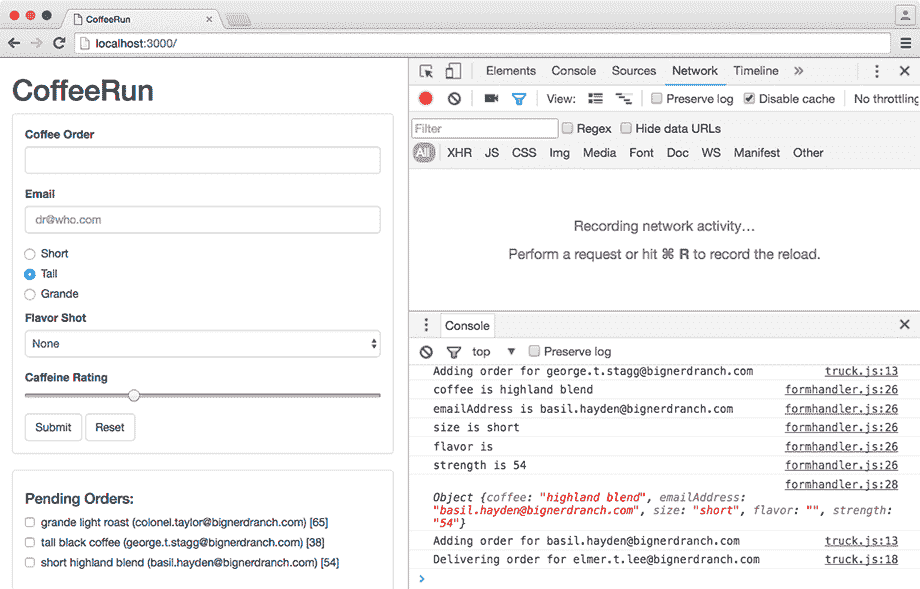 CoffeeRun
localhost:3000/
CoffeeRun
Coffee Order
Email
dr@who.com
Short
Tall
Grande
Flavor Shot
None
Caffeine Rating
Submit Reset
Pending Orders:
grande light roast (colonel.taylor@bignerdranch.com) [65]
tall black coffee (george.t.stagg@bignerdranch.com) [38]
short highland blend (basil.hayden@bignerdranch.com) [54]
Elements Console Sources Network Timeline »
View: Preserve log Disable cache No throttling
Filter Regex Hide data URLs
All XHR JS CSS Img Media Font Doc WS Manifest Other
Recording network activity…
Perform a request or hit ⌘ R to record the reload.
Console
top ▼ Preserve log
Adding order for george.t.stagg@bignerdranch.com truck.js:13
coffee is highland blend formhandler.js:26
emailAddress is basil.hayden@bignerdranch.com formhandler.js:26
size is short formhandler.js:26
flavor is formhandler.js:26
strength is 54 formhandler.js:26
formhandler.js:28
Object {coffee: "highland blend", emailAddress:
"basil.hayden@bignerdranch.com", size: "short", flavor: "", strength:
"54"}
Adding order for basil.hayden@bignerdranch.com truck.js:13
Delivering order for elmer.t.lee@bignerdranch.com truck.js:18
>